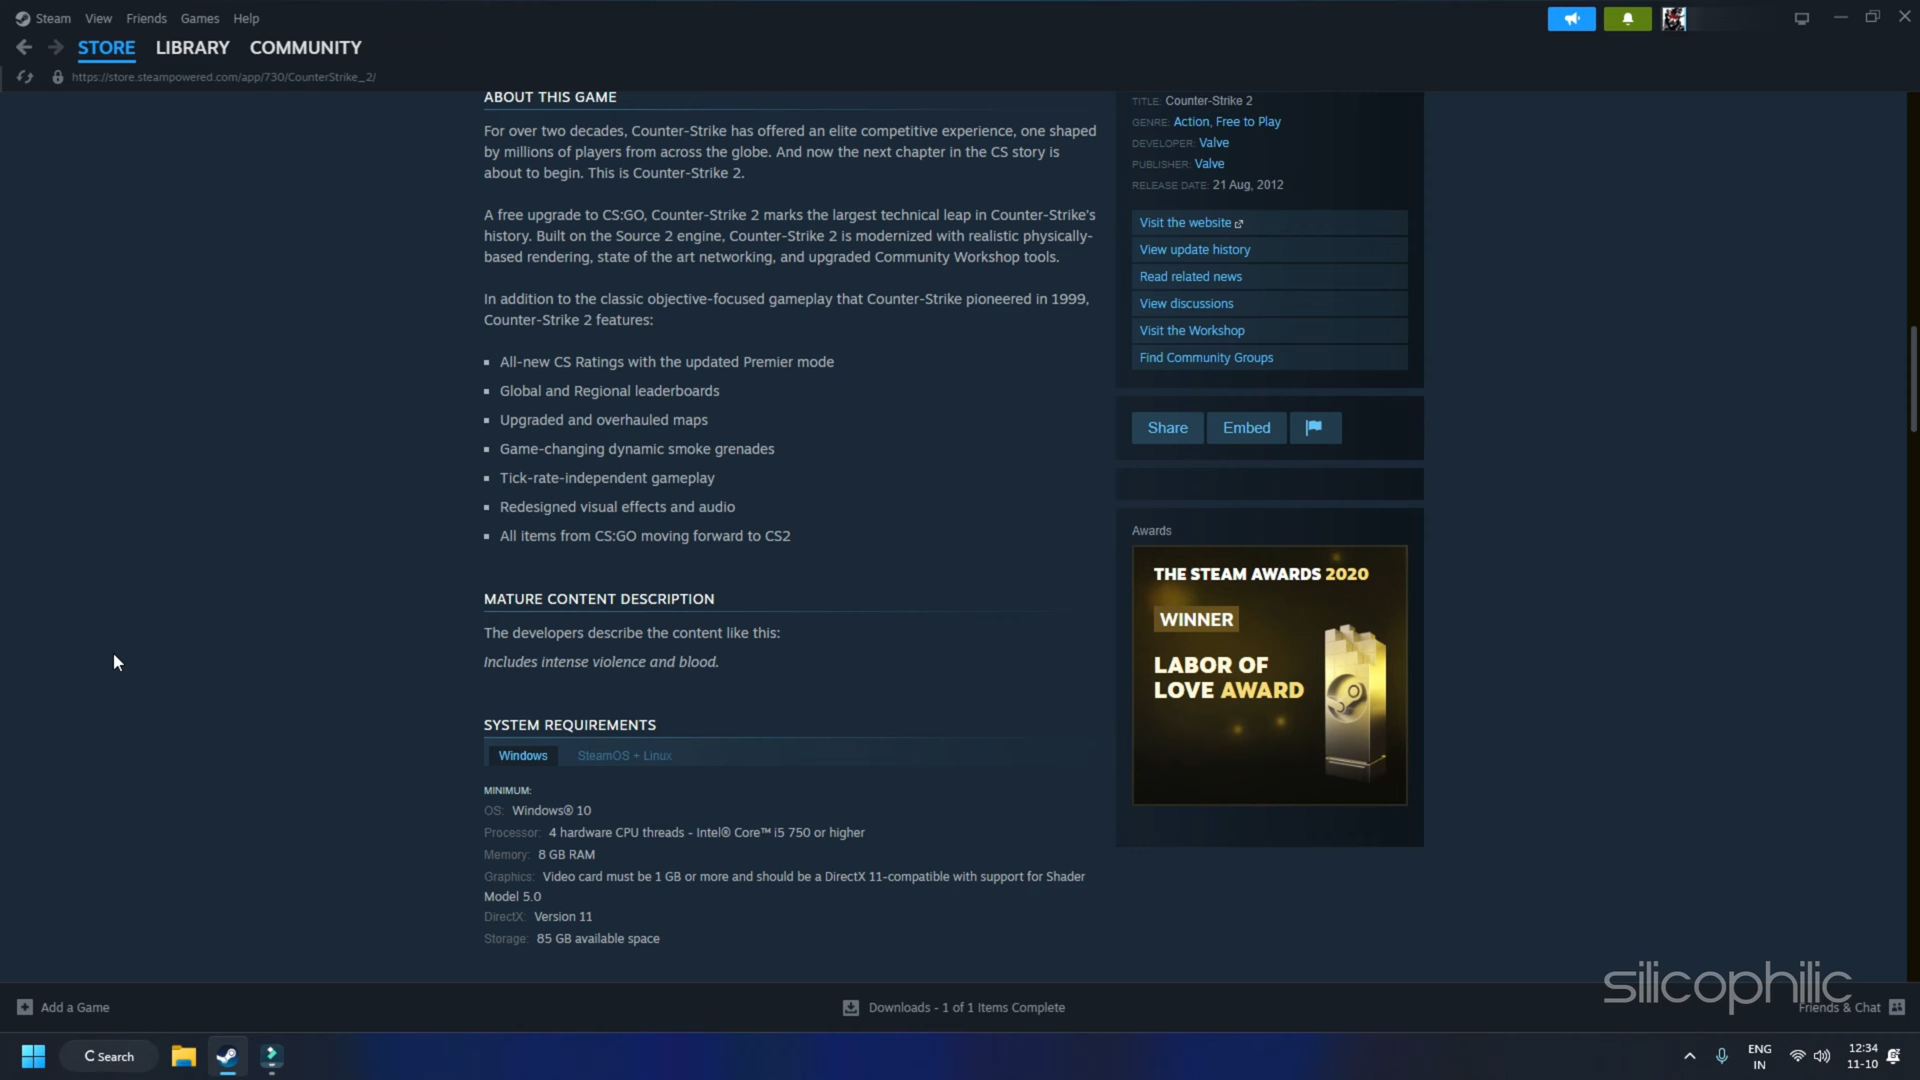 Steam View Friends Games Help
STORE LIBRARY COMMUNITY
https://store.steampowered.com/app/730/CounterStrike_2/
ABOUT THIS GAME
For over two decades, Counter-Strike has offered an elite competitive experience, one shaped
by millions of players from across the globe. And now the next chapter in the CS story is
about to begin. This is Counter-Strike 2.
A free upgrade to CS:GO, Counter-Strike 2 marks the largest technical leap in Counter-Strike's
history. Built on the Source 2 engine, Counter-Strike 2 is modernized with realistic physically-
based rendering, state of the art networking, and upgraded Community Workshop tools.
In addition to the classic objective-focused gameplay that Counter-Strike pioneered in 1999,
Counter-Strike 2 features:
All-new CS Ratings with the updated Premier mode
Global and Regional leaderboards
Upgraded and overhauled maps
Game-changing dynamic smoke grenades
Tick-rate-independent gameplay
Redesigned visual effects and audio
All items from CS:GO moving forward to CS2
MATURE CONTENT DESCRIPTION
The developers describe the content like this:
Includes intense violence and blood.
SYSTEM REQUIREMENTS
Windows SteamOS + Linux
MINIMUM:
OS: Windows® 10
Processor: 4 hardware CPU threads - Intel® Core™ i5 750 or higher
Memory: 8 GB RAM
Graphics: Video card must be 1 GB or more and should be a DirectX 11-compatible with support for Shader
Model 5.0
DirectX: Version 11
Storage: 85 GB available space
TITLE: Counter-Strike 2
GENRE: Action, Free to Play
DEVELOPER: Valve
PUBLISHER: Valve
RELEASE DATE: 21 Aug, 2012
Visit the website
View update history
Read related news
View discussions
Visit the Workshop
Find Community Groups
Share Embed
Awards
THE STEAM AWARDS 2020
WINNER
LABOR OF
LOVE AWARD
silicophilic
Add a Game
Downloads - 1 of 1 Items Complete
Friends & Chat
C Search
ENG
IN
12:34
11-10